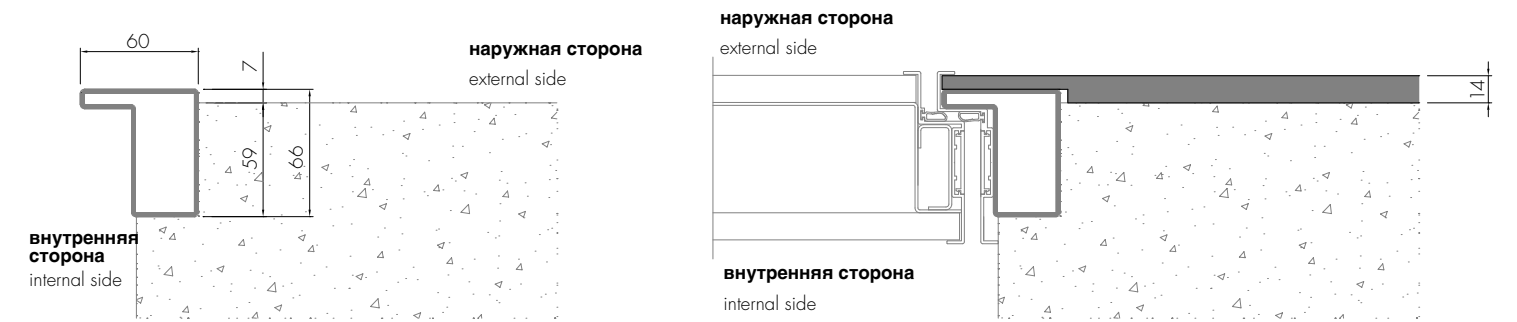 60
7
наружная сторона
external side
59
66
внутренняя
сторона
internal side
наружная сторона
external side
14
внутренняя сторона
internal side